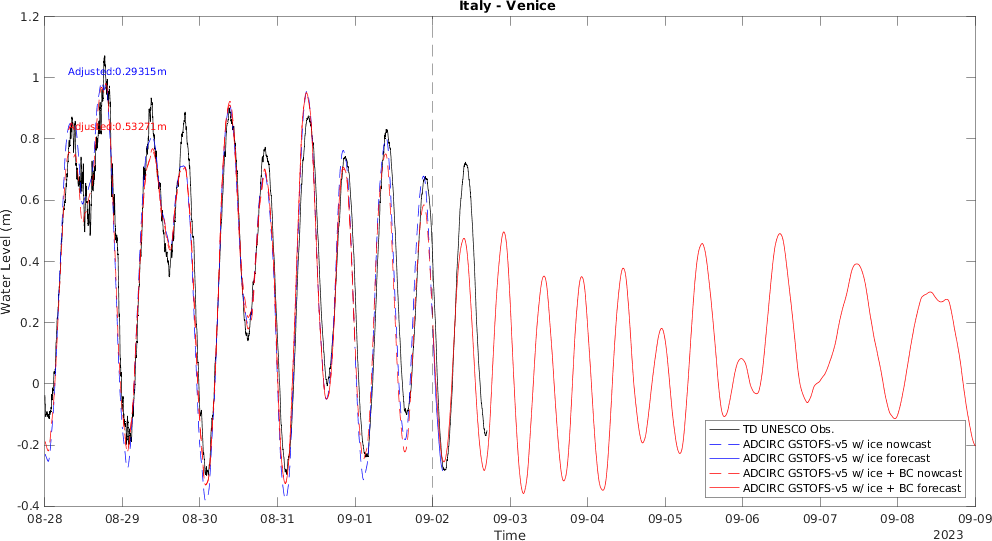 Italy - Venice
Water Level (m)
1.2
1
0.8
0.6
0.4
0.2
0
-0.2
-0.4
Adjusted:0.29315m
Adjusted:0.53271m
TD UNESCO Obs.
ADCIRC GSTOFS-v5 w/ ice nowcast
ADCIRC GSTOFS-v5 w/ ice forecast
ADCIRC GSTOFS-v5 w/ ice + BC nowcast
ADCIRC GSTOFS-v5 w/ ice + BC forecast
08-28 08-29 08-30 08-31 09-01 09-02 09-03 09-04 09-05 09-06 09-07 09-08 09-09
Time
2023